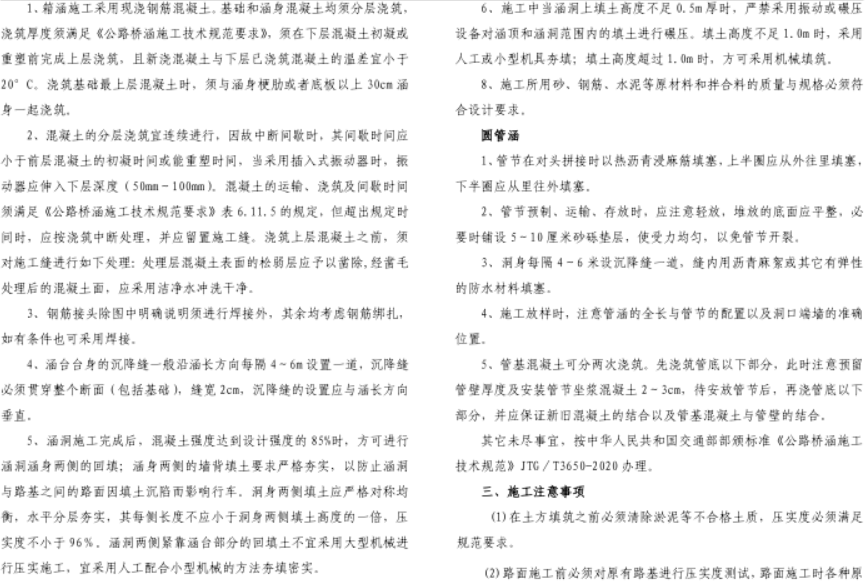 1、箱涵施工采用现浇钢筋混凝土。基础和涵身混凝土均须分层浇筑，
浇筑厚度须满足《公路桥涵施工技术规范要求》，须在下层混凝土初凝或
重塑前完成上层浇筑，且新浇混凝土与下层已浇筑混凝土的温差宜小于
20°C。浇筑基础最上层混凝土时，须与涵身梗肋或者底板以上30cm涵
身一起浇筑。
2、混凝土的分层浇筑宜连续进行，因故中断间歇时，其间歇时间应
小于前层混凝土的初凝时间或能重塑时间，当采用插入式振动器时，振
动器应伸入下层深度（50mm-100mm）。混凝土的运输、浇筑及间歇时间
须满足《公路桥涵施工技术规范要求》表6.11.5的规定，但超出规定时
间时，应按浇筑中断处理，并应留置施工缝。浇筑上层混凝土之前，须
对施工缝进行如下处理：处理层混凝土表面的松弱层应予以凿除，经凿毛
处理后的混凝土面，应采用洁净水冲洗干净。
3、钢筋接头除图中明确说明须进行焊接外，其余均考虑钢筋绑扎，
如有条件也可采用焊接。
4、涵台台身的沉降缝一般沿涵长方向每隔4~6m设置一道，沉降缝
必须贯穿整个断面（包括基础），缝宽2cm，沉降缝的设置应与涵长方向
垂直。
5、涵洞施工完成后，混凝土强度达到设计强度的85%时，方可进行
涵洞涵身两侧的回填；涵身两侧的墙背填土要求严格夯实，以防止涵洞
与路基之间的路面因填土沉陷而影响行车。洞身两侧填土应严格对称均
衡，水平分层夯实，其每侧长度不应小于洞身两侧填土高度的一倍，压
实度不小于96%。涵洞两侧紧靠涵台部分的回填土不宜采用大型机械进
行压实施工，宜采用人工配合小型机械的方法夯填密实。
6、施工中当涵洞上填土高度不足0.5m厚时，严禁采用振动或碾压
设备对涵顶和涵洞范围内的填土进行碾压。填土高度不足1.0m时，采用
人工或小型机具夯填；填土高度超过1.0m时，方可采用机械填筑。
8、施工所用砂、钢筋、水泥等原材料和拌合料的质量与规格必须符
合设计要求。
圆管涵
1、管节在对头拼接时以热沥青浸麻筋填塞，上半圈应从外往里填塞，
下半圈应从里往外填塞。
2、管节预制、运输、存放时，应注意轻放，堆放的底面应平整，必
要时铺设5~10厘米砂砾垫层，使受力均匀，以免管节开裂。
3、洞身每隔4~6米设沉降缝一道，缝内用沥青麻絮或其它有弹性
的防水材料填塞。
4、施工放样时，注意管涵的全长与管节的配置以及洞口端墙的准确
位置。
5、管基混凝土可分两次浇筑。先浇筑管底以下部分，此时注意预留
管壁厚度及安装管节坐浆混凝土2~3cm，待安放管节后，再浇管底以下
部分，并应保证新旧混凝土的结合以及管基混凝土与管壁的结合。
其它未尽事宜，按中华人民共和国交通部部颁标准《公路桥涵施工
技术规范》JTG/T3650-2020办理。
三、施工注意事项
(1)在土方填筑之前必须清除淤泥等不合格土质，压实度必须满足
规范要求。
(2)路面施工前必须对原有路基进行压实度测试，路面施工时各种原